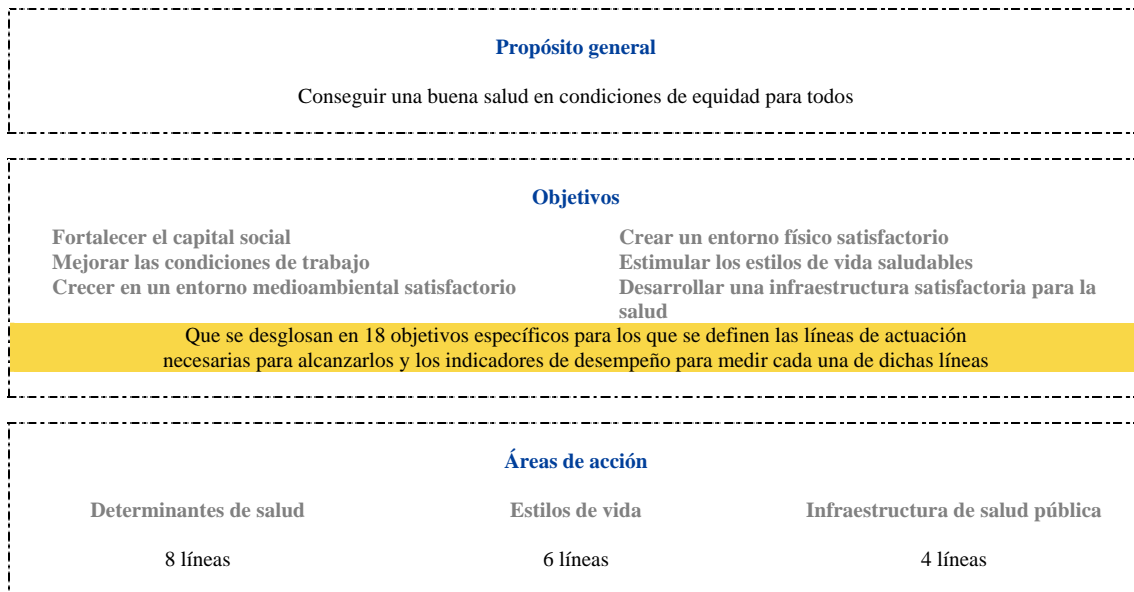 Propósito general
Conseguir una buena salud en condiciones de equidad para todos
Objetivos
Fortalecer el capital social
Mejorar las condiciones de trabajo
Crecer en un entorno medioambiental satisfactorio
Crear un entorno físico satisfactorio
Estimular los estilos de vida saludables
Desarrollar una infraestructura satisfactoria para la
salud
Que se desglosan en 18 objetivos específicos para los que se definen las líneas de actuación
necesarias para alcanzarlos y los indicadores de desempeño para medir cada una de dichas líneas
Áreas de acción
Determinantes de salud
Estilos de vida
Infraestructura de salud pública
8 líneas
6 líneas
4 líneas